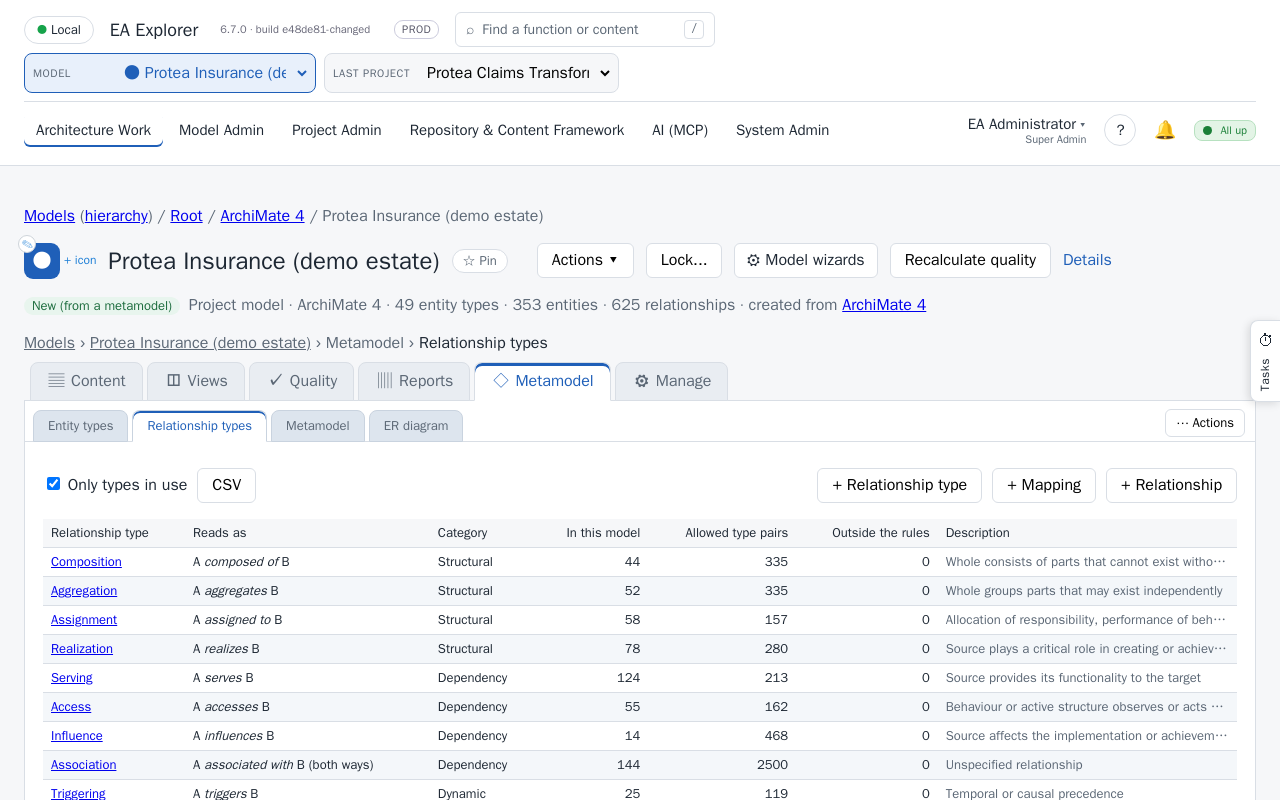 Local
EA Explorer
6.7.0 · build e48de81-changed
PROD
Find a function or content
/
MODEL
Protea Insurance (de
LAST PROJECT
Protea Claims Transfor
Architecture Work
Model Admin
Project Admin
Repository & Content Framework
AI (MCP)
System Admin
EA Administrator ▾
Super Admin
?
All up
Models (hierarchy) / Root / ArchiMate 4 / Protea Insurance (demo estate)
+ icon
Protea Insurance (demo estate)
☆ Pin
Actions ▾
Lock...
⚙ Model wizards
Recalculate quality
Details
New (from a metamodel)
Project model · ArchiMate 4 · 49 entity types · 353 entities · 625 relationships · created from ArchiMate 4
Models › Protea Insurance (demo estate) › Metamodel › Relationship types
Tasks
Content
Views
✓ Quality
Reports
Metamodel
⚙ Manage
Entity types
Relationship types
Metamodel
ER diagram
··· Actions
Only types in use
CSV
+ Relationship type
+ Mapping
+ Relationship
Relationship type Reads as Category In this model Allowed type pairs Outside the rules Description
Composition A composed of B Structural 44 335 0 Whole consists of parts that cannot exist witho···
Aggregation A aggregates B Structural 52 335 0 Whole groups parts that may exist independently
Assignment A assigned to B Structural 58 157 0 Allocation of responsibility, performance of beh···
Realization A realizes B Structural 78 280 0 Source plays a critical role in creating or achiev···
Serving A serves B Dependency 124 213 0 Source provides its functionality to the target
Access A accesses B Dependency 55 162 0 Behaviour or active structure observes or acts ···
Influence A influences B Dependency 14 468 0 Source affects the implementation or achievem···
Association A associated with B (both ways) Dependency 144 2500 0 Unspecified relationship
Triggering A triggers B Dynamic 25 119 0 Temporal or causal precedence